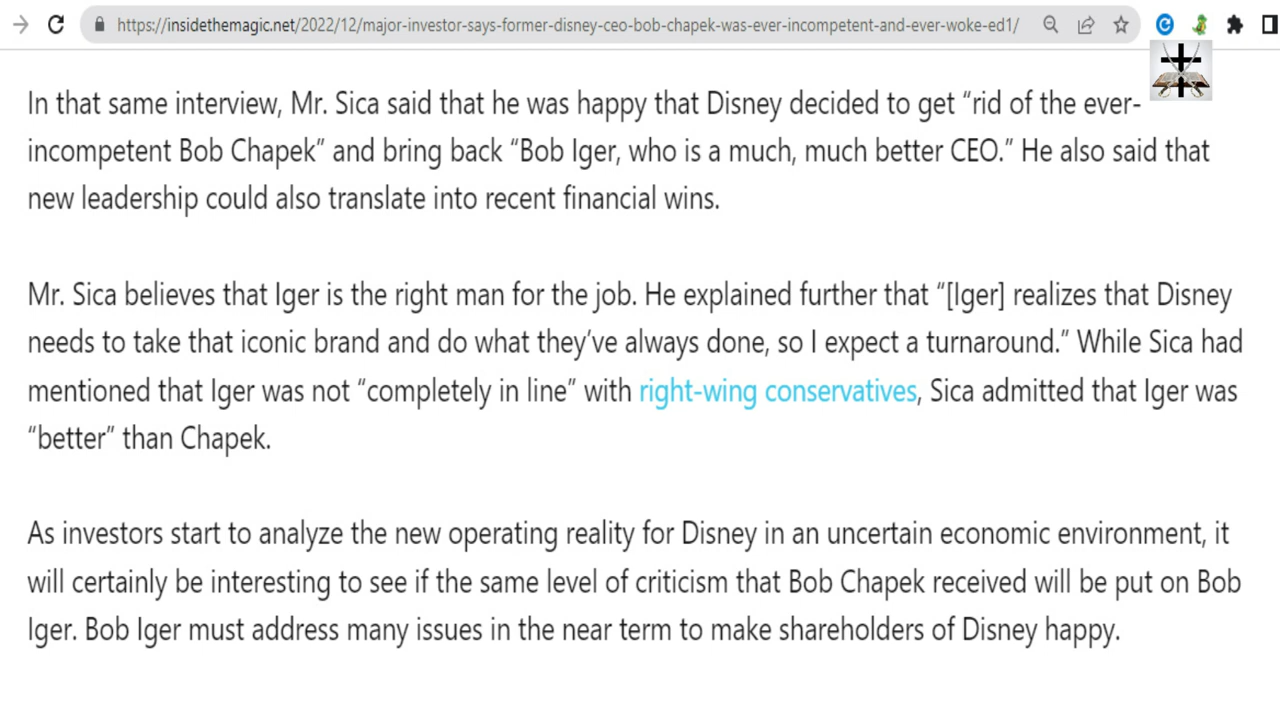 https://insidethemagic.net/2022/12/major-investor-says-former-disney-ceo-bob-chapek-was-ever-incompetent-and-ever-woke-ed1/
In that same interview, Mr. Sica said that he was happy that Disney decided to get “rid of the ever-
incompetent Bob Chapek” and bring back “Bob Iger, who is a much, much better CEO.” He also said that
new leadership could also translate into recent financial wins.
Mr. Sica believes that Iger is the right man for the job. He explained further that “[Iger] realizes that Disney
needs to take that iconic brand and do what they’ve always done, so I expect a turnaround.” While Sica had
mentioned that Iger was not “completely in line” with right-wing conservatives, Sica admitted that Iger was
“better” than Chapek.
As investors start to analyze the new operating reality for Disney in an uncertain economic environment, it
will certainly be interesting to see if the same level of criticism that Bob Chapek received will be put on Bob
Iger. Bob Iger must address many issues in the near term to make shareholders of Disney happy.